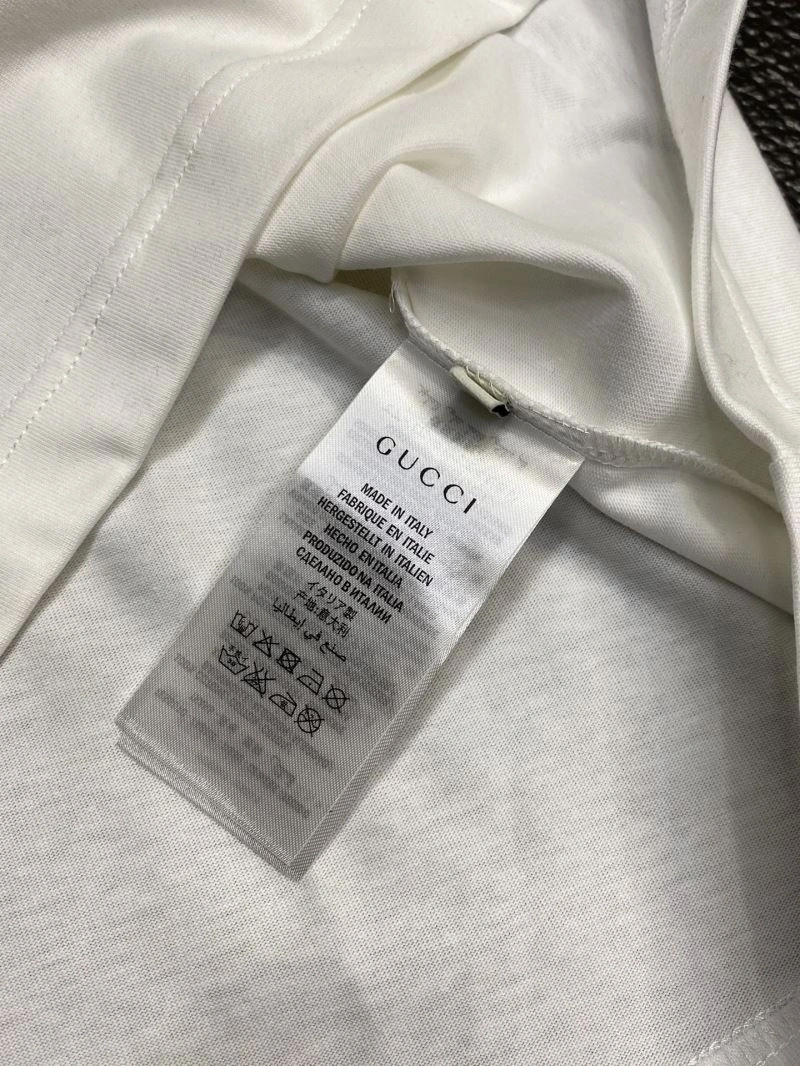 GUCCI
MADE IN ITALY
FABRIQUE EN ITALIE
HERGESTELLT IN ITALIEN
HECHO EN ITALIA
PRODUZIDO NA ITALIA
СДЕЛАНО В ИТАЛИИ
イタリア製
产地:意大利
صنع في إيطاليا